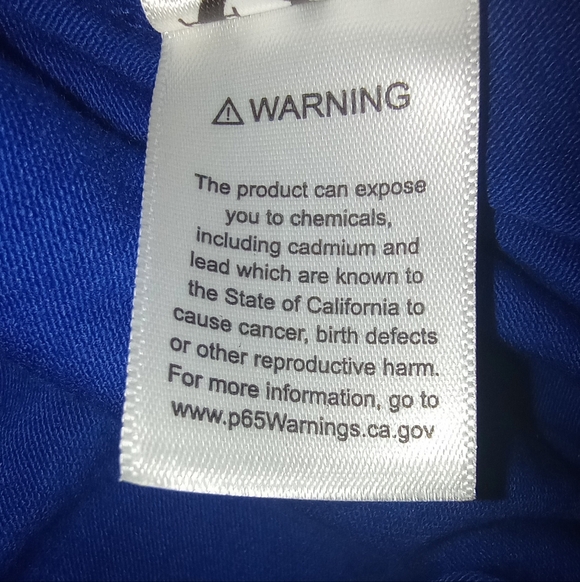 ⚠ WARNING
The product can expose
you to chemicals,
including cadmium and
lead which are known to
the State of California to
cause cancer, birth defects
or other reproductive harm.
For more information, go to
www.p65Warnings.ca.gov